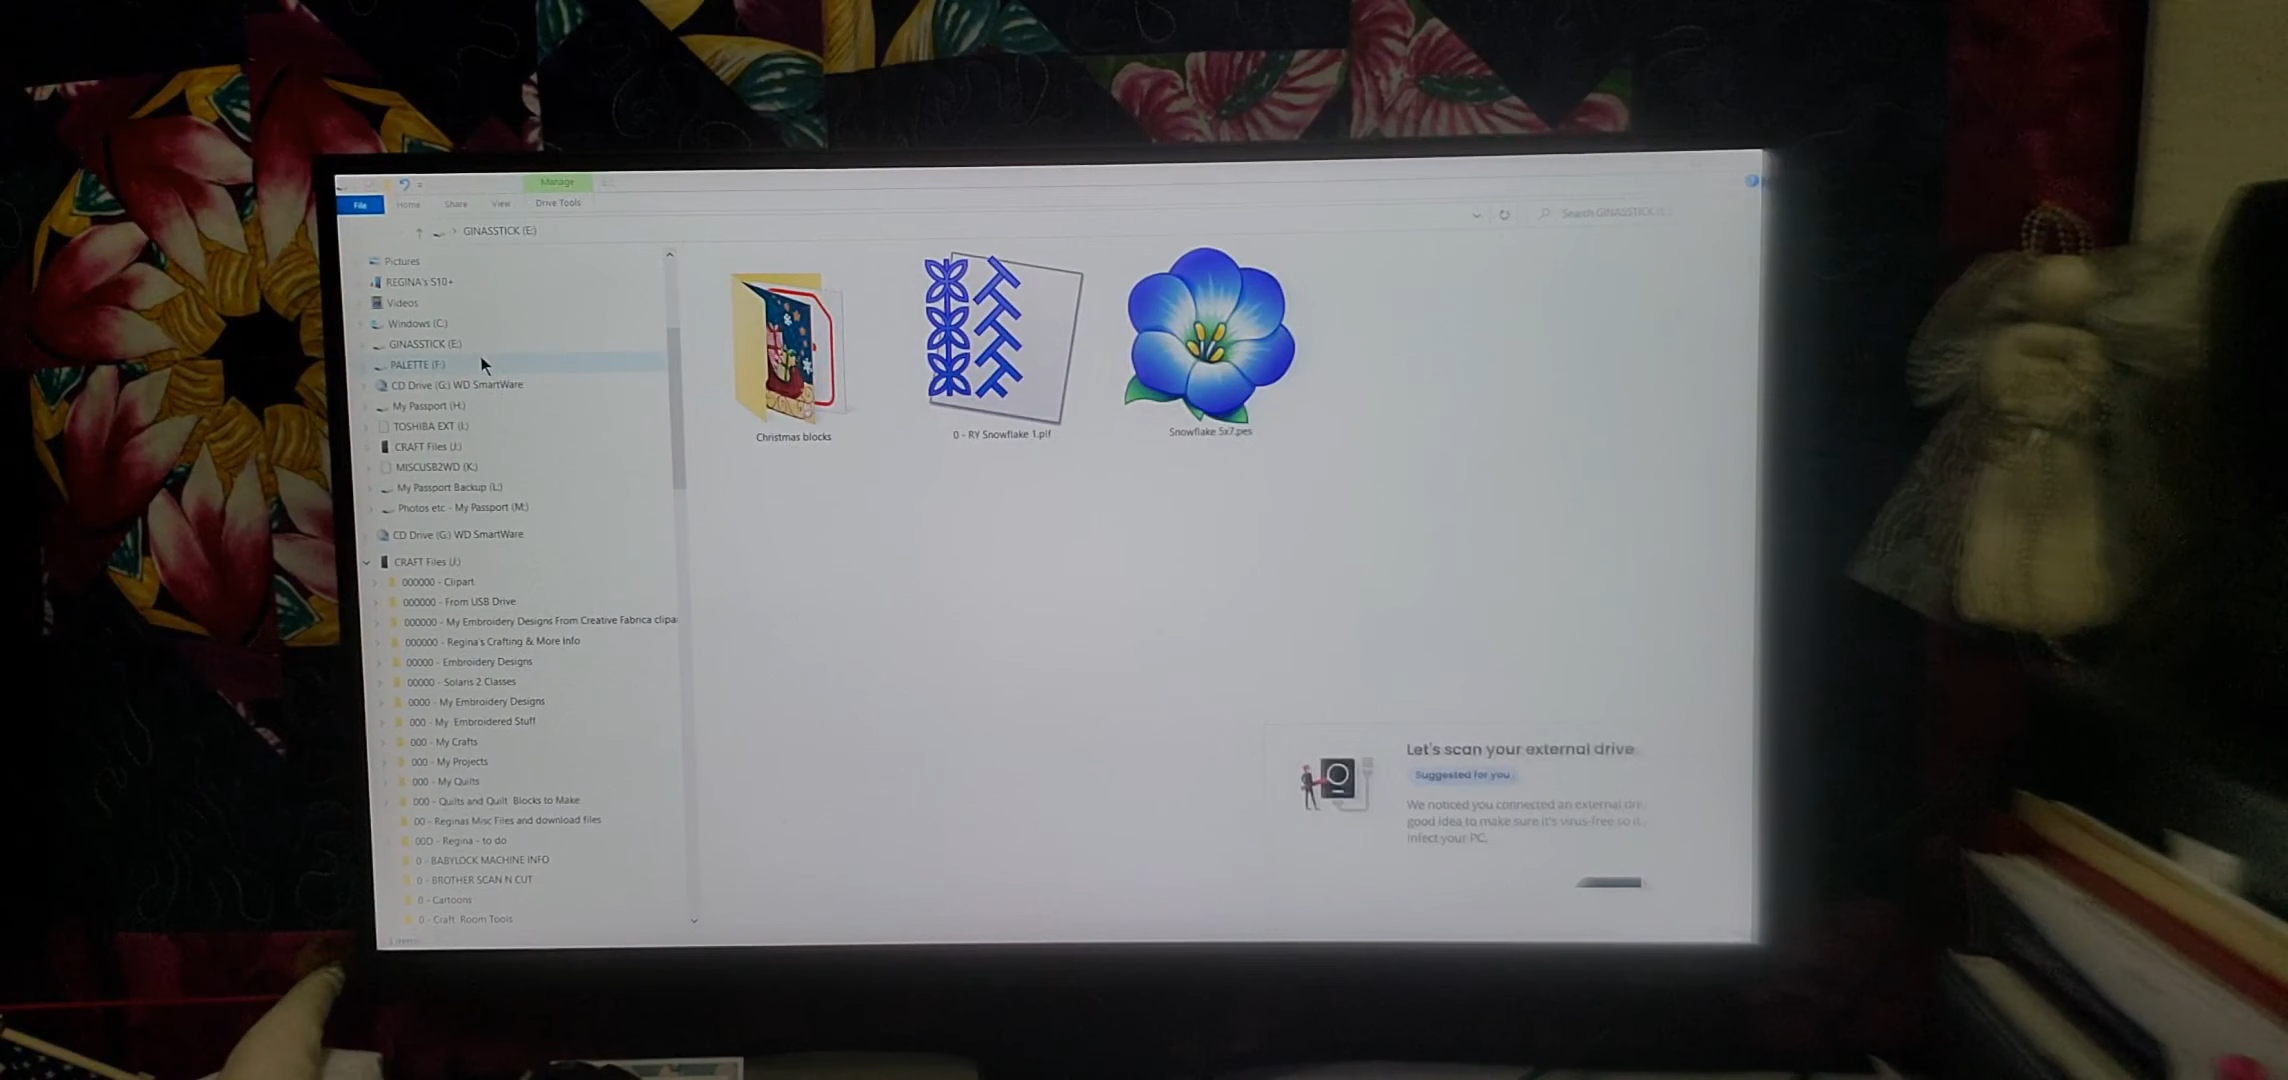 Manage
File
Home
Share
View
Drive Tools
GINASSTICK (E:)
Search GINASSTICK (E:)
Pictures
REGINA's S10+
Videos
Windows (C:)
GINASSTICK (E:)
PALETTE (F:)
CD Drive (G:) WD SmartWare
My Passport (H:)
TOSHIBA EXT (I:)
CRAFT Files (J:)
MISCUSB2WD (K:)
My Passport Backup (L:)
Photos etc - My Passport (M:)
CD Drive (G:) WD SmartWare
CRAFT Files (J:)
000000 - Clipart
000000 - From USB Drive
000000 - My Embroidery Designs From Creative Fabrica clipa
000000 - Regina's Crafting & More Info
00000 - Embroidery Designs
00000 - Solaris 2 Classes
0000 - My Embroidery Designs
000 - My Embroidered Stuff
000 - My Crafts
000 - My Projects
000 - My Quilts
000 - Quilts and Quilt Blocks to Make
00 - Reginas Misc Files and download files
00D - Regina - to do
0 - BABYLOCK MACHINE INFO
0 - BROTHER SCAN N CUT
0 - Cartoons
0 - Craft Room Tools
Christmas blocks
0 - RY Snowflake 1.plf
Snowflake 5x7.pes
Let's scan your external drive
Suggested for you
We noticed you connected an external dri
good idea to make sure it's virus-free so it
infect your PC.